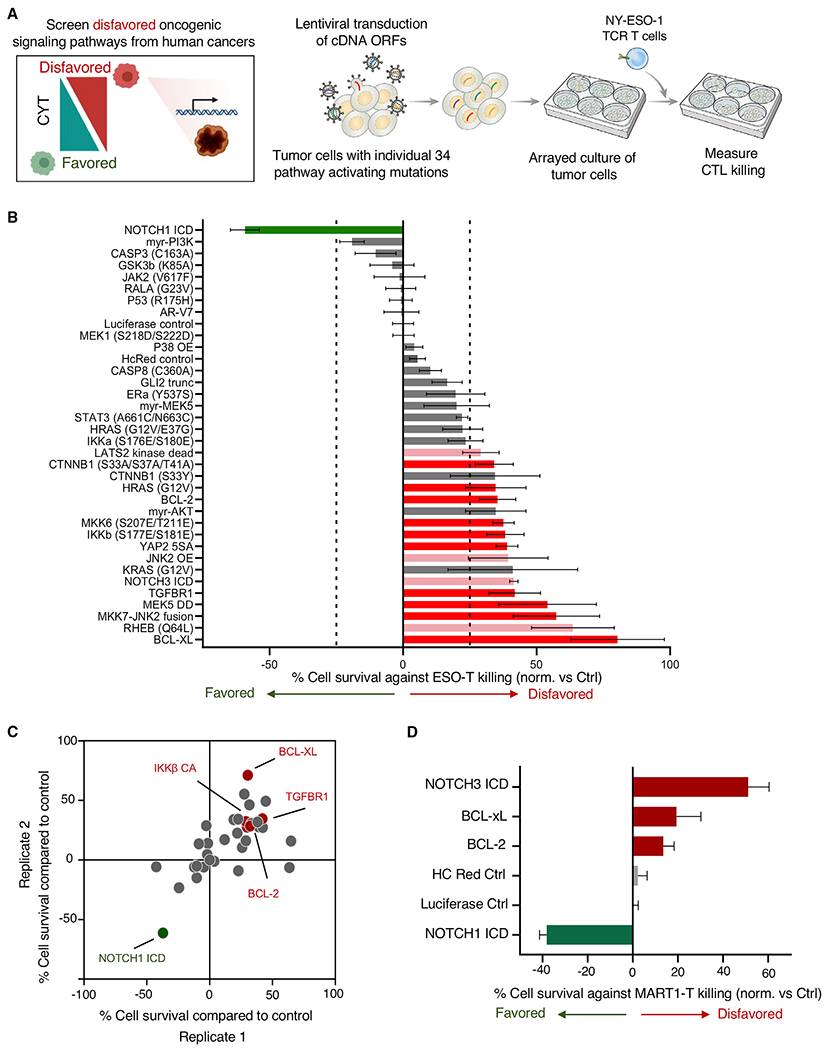 A
Screen disfavored oncogenic
signaling pathways from human cancers
Disfavored
CYT
Favored
Lentiviral transduction
of cDNA ORFs
Tumor cells with individual 34
pathway activating mutations
Arrayed culture of
tumor cells
NY-ESO-1
TCR T cells
Measure
CTL killing
B
NOTCH1 ICD
myr-PI3K
CASP3 (C163A)
GSK3b (K85A)
JAK2 (V617F)
RALA (G23V)
P53 (R175H)
AR-V7
Luciferase control
MEK1 (S218D/S222D)
P38 OE
HcRed control
CASP8 (C360A)
GLI2 trunc
ERa (Y537S)
myr-MEK5
STAT3 (A661C/N663C)
HRAS (G12V/E37G)
IKKa (S176E/S180E)
LATS2 kinase dead
CTNNB1 (S33A/S37A/T41A)
CTNNB1 (S33Y)
HRAS (G12V)
BCL-2
myr-AKT
MKK6 (S207E/T211E)
IKKb (S177E/S181E)
YAP2 5SA
JNK2 OE
KRAS (G12V)
NOTCH3 ICD
TGFBR1
MEK5 DD
MKK7-JNK2 fusion
RHEB (Q64L)
BCL-XL
-50
0
50
100
% Cell survival against ESO-T killing (norm. vs Ctrl)
Favored
Disfavored
C
100
50
0
-50
-100
-50
0
50
100
Replicate 2
% Cell survival compared to control
BCL-XL
IKKβ CA
TGFBR1
BCL-2
NOTCH1 ICD
% Cell survival compared to control
Replicate 1
D
NOTCH3 ICD
BCL-xL
BCL-2
HC Red Ctrl
Luciferase Ctrl
NOTCH1 ICD
-40
-20
0
20
40
60
% Cell survival against MART1-T killing (norm. vs Ctrl)
Favored
Disfavored